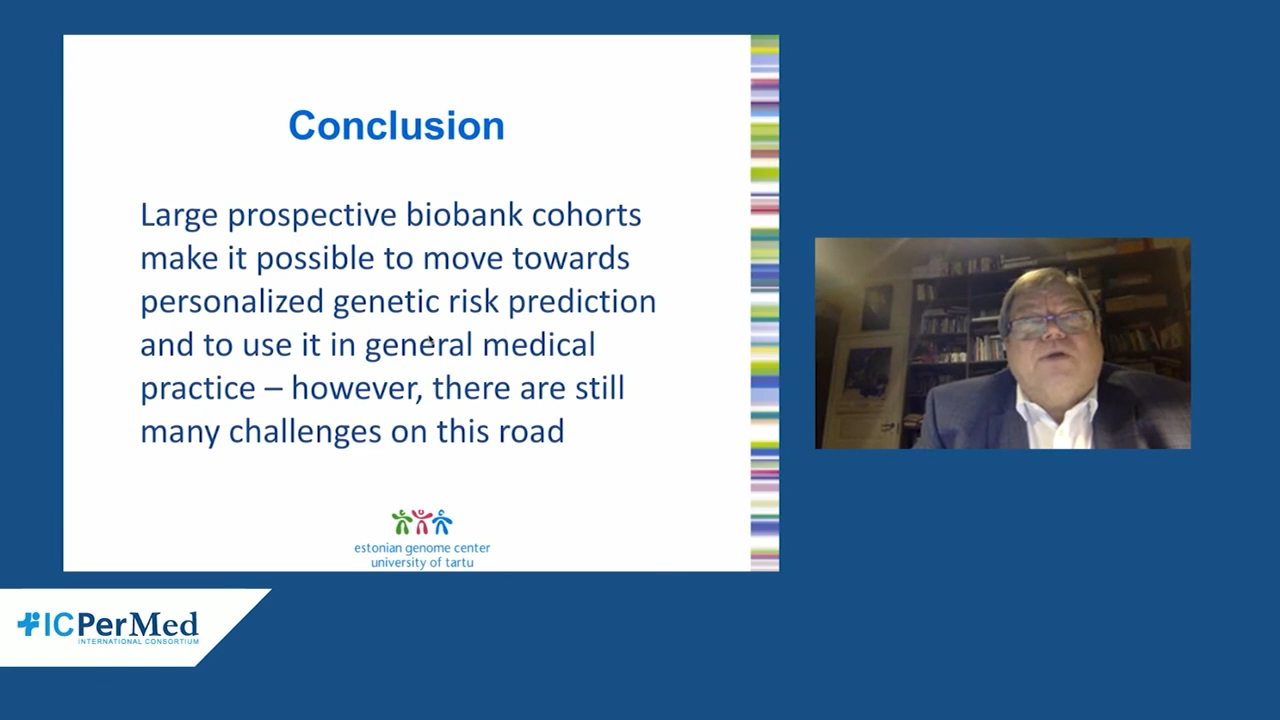 Conclusion
Large prospective biobank cohorts
make it possible to move towards
personalized genetic risk prediction
and to use it in general medical
practice – however, there are still
many challenges on this road
estonian genome center
university of tartu
ICPerMed
INTERNATIONAL CONSORTIUM